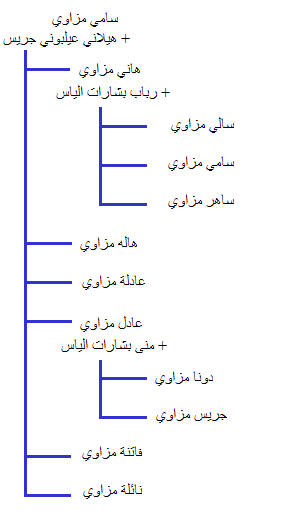 سامي مزاوي
+ هيلاني عيلبوني جريس
هاني مزاوي
+ رباب بشارات الياس
سالي مزاوي
سامي مزاوي
ساهر مزاوي
هاله مزاوي
عادلة مزاوي
عادل مزاوي
+ منى بشارات الياس
دونا مزاوي
جريس مزاوي
فاتنة مزاوي
نائلة مزاوي